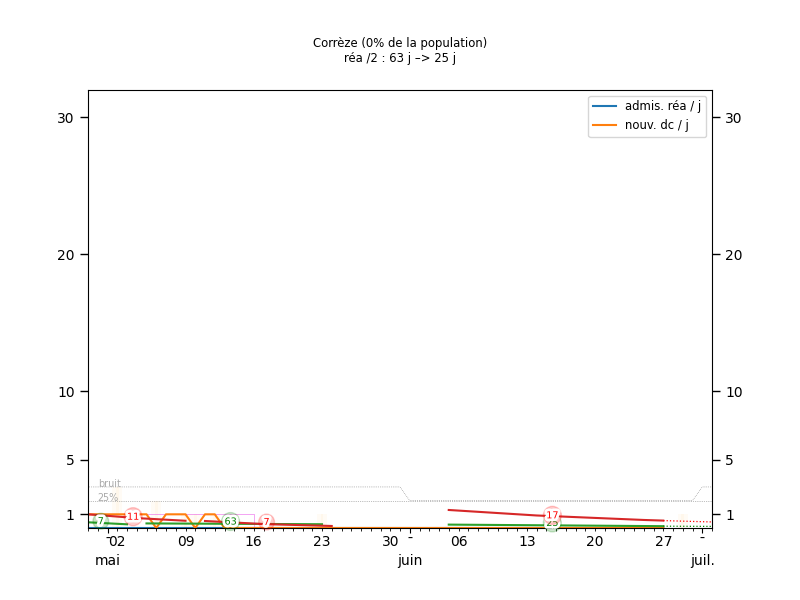 Corrèze (0% de la population)
réa /2 : 63 j –> 25 j
admis. réa / j
nouv. dc / j
30
30
20
20
10
10
5
5
bruit
25%
1
1
7
11
63
7
17
25
- 02 09 16 23 30 - 06 13 20 27 -
mai juin juil.